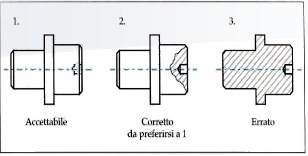 1.
2.
3.
Accettabile
Corretto
da preferirsi a 1
Errato